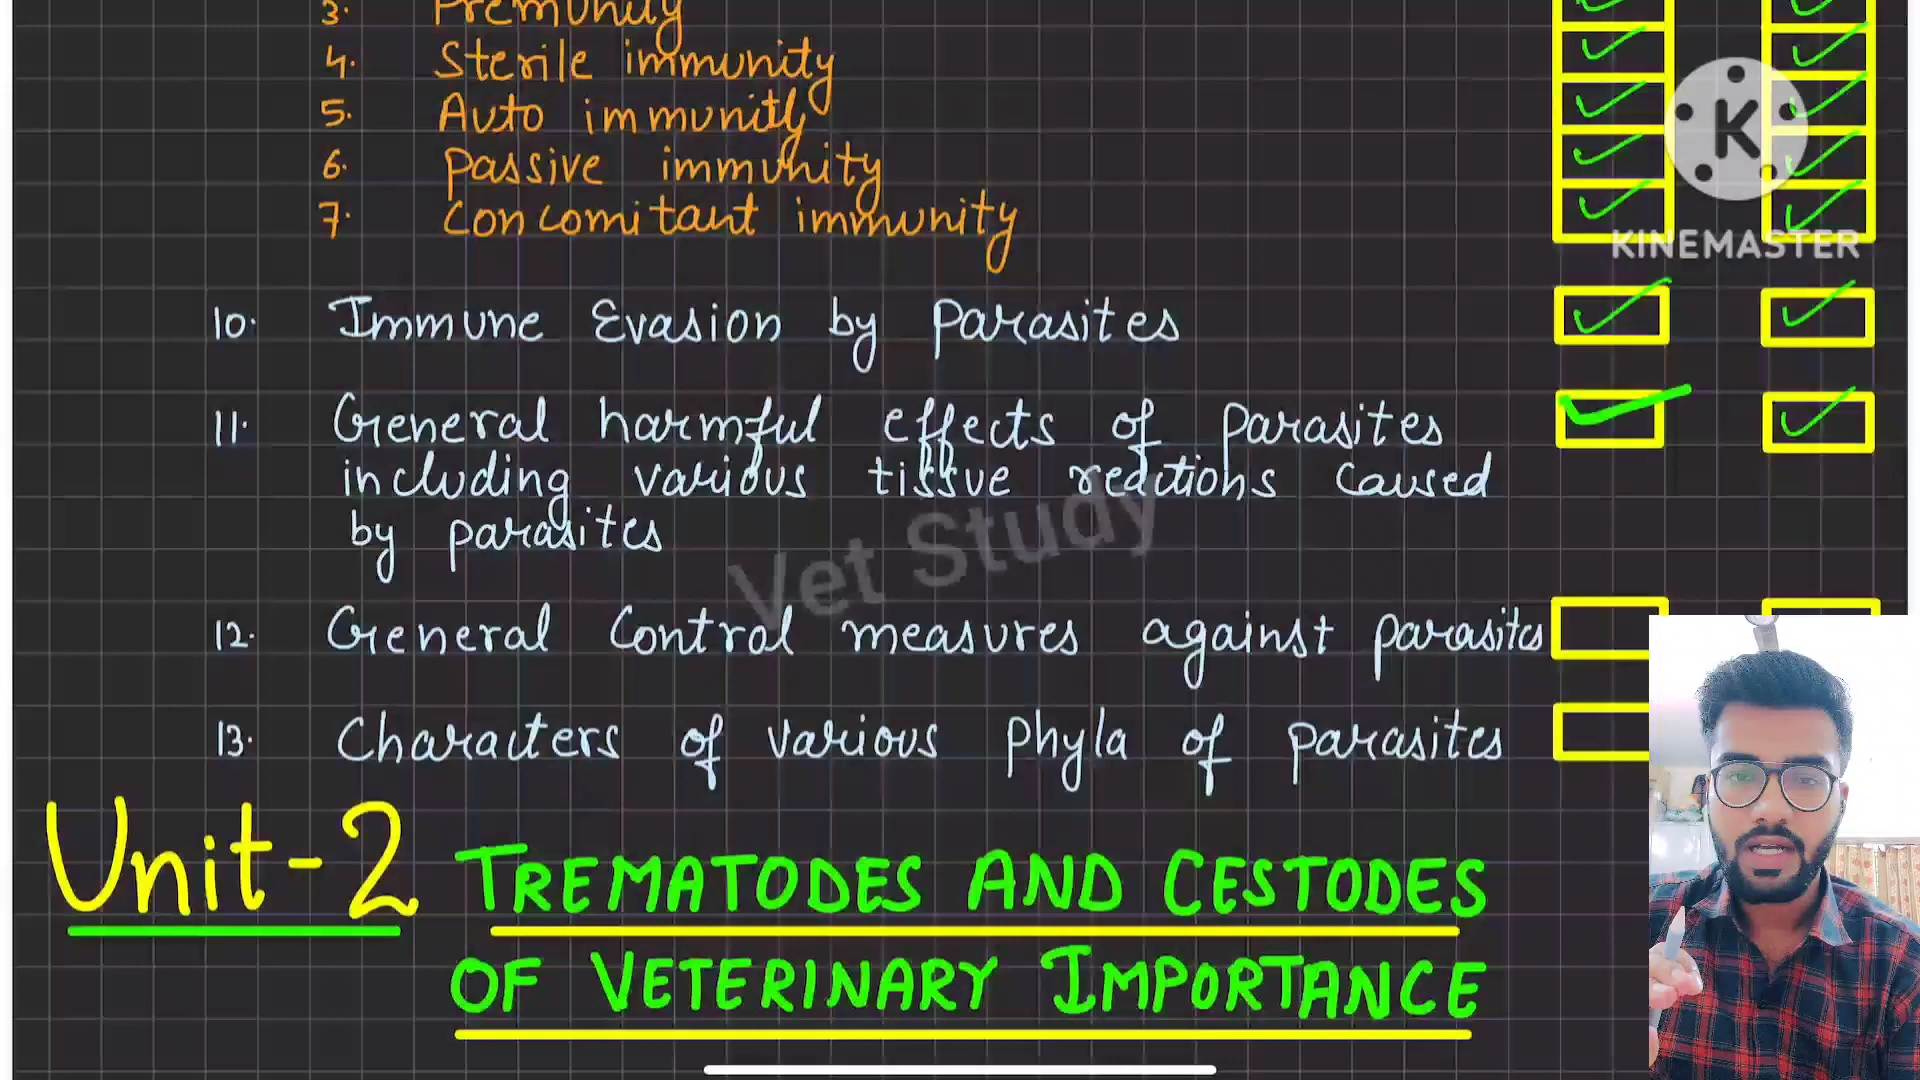 3. Premunity
4. Sterile immunity
5. Auto immunity
6. Passive immunity
7. Concomitant immunity
K
KINEMASTER
10. Immune Evasion by Parasites
11. General harmful effects of parasites
including various tissue reactions caused
by parasites
Vet Study
12. General Control measures against parasites
13. Characters of various Phyla of parasites
Unit-2 TREMATODES AND CESTODES
OF VETERINARY IMPORTANCE